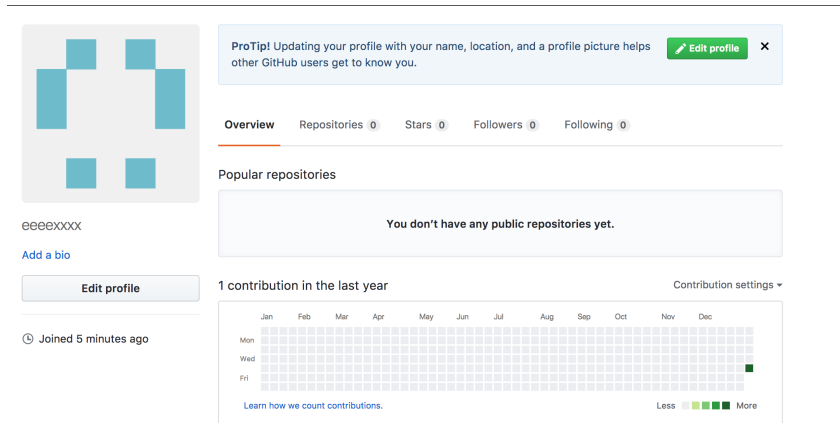 ProTip! Updating your profile with your name, location, and a profile picture helps
other GitHub users get to know you.
Edit profile
Overview Repositories 0 Stars 0 Followers 0 Following 0
Popular repositories
You don't have any public repositories yet.
eeeexxxx
Add a bio
Edit profile
Joined 5 minutes ago
1 contribution in the last year
Contribution settings
Jan Feb Mar Apr May Jun Jul Aug Sep Oct Nov Dec
Mon
Wed
Fri
Learn how we count contributions.
Less More